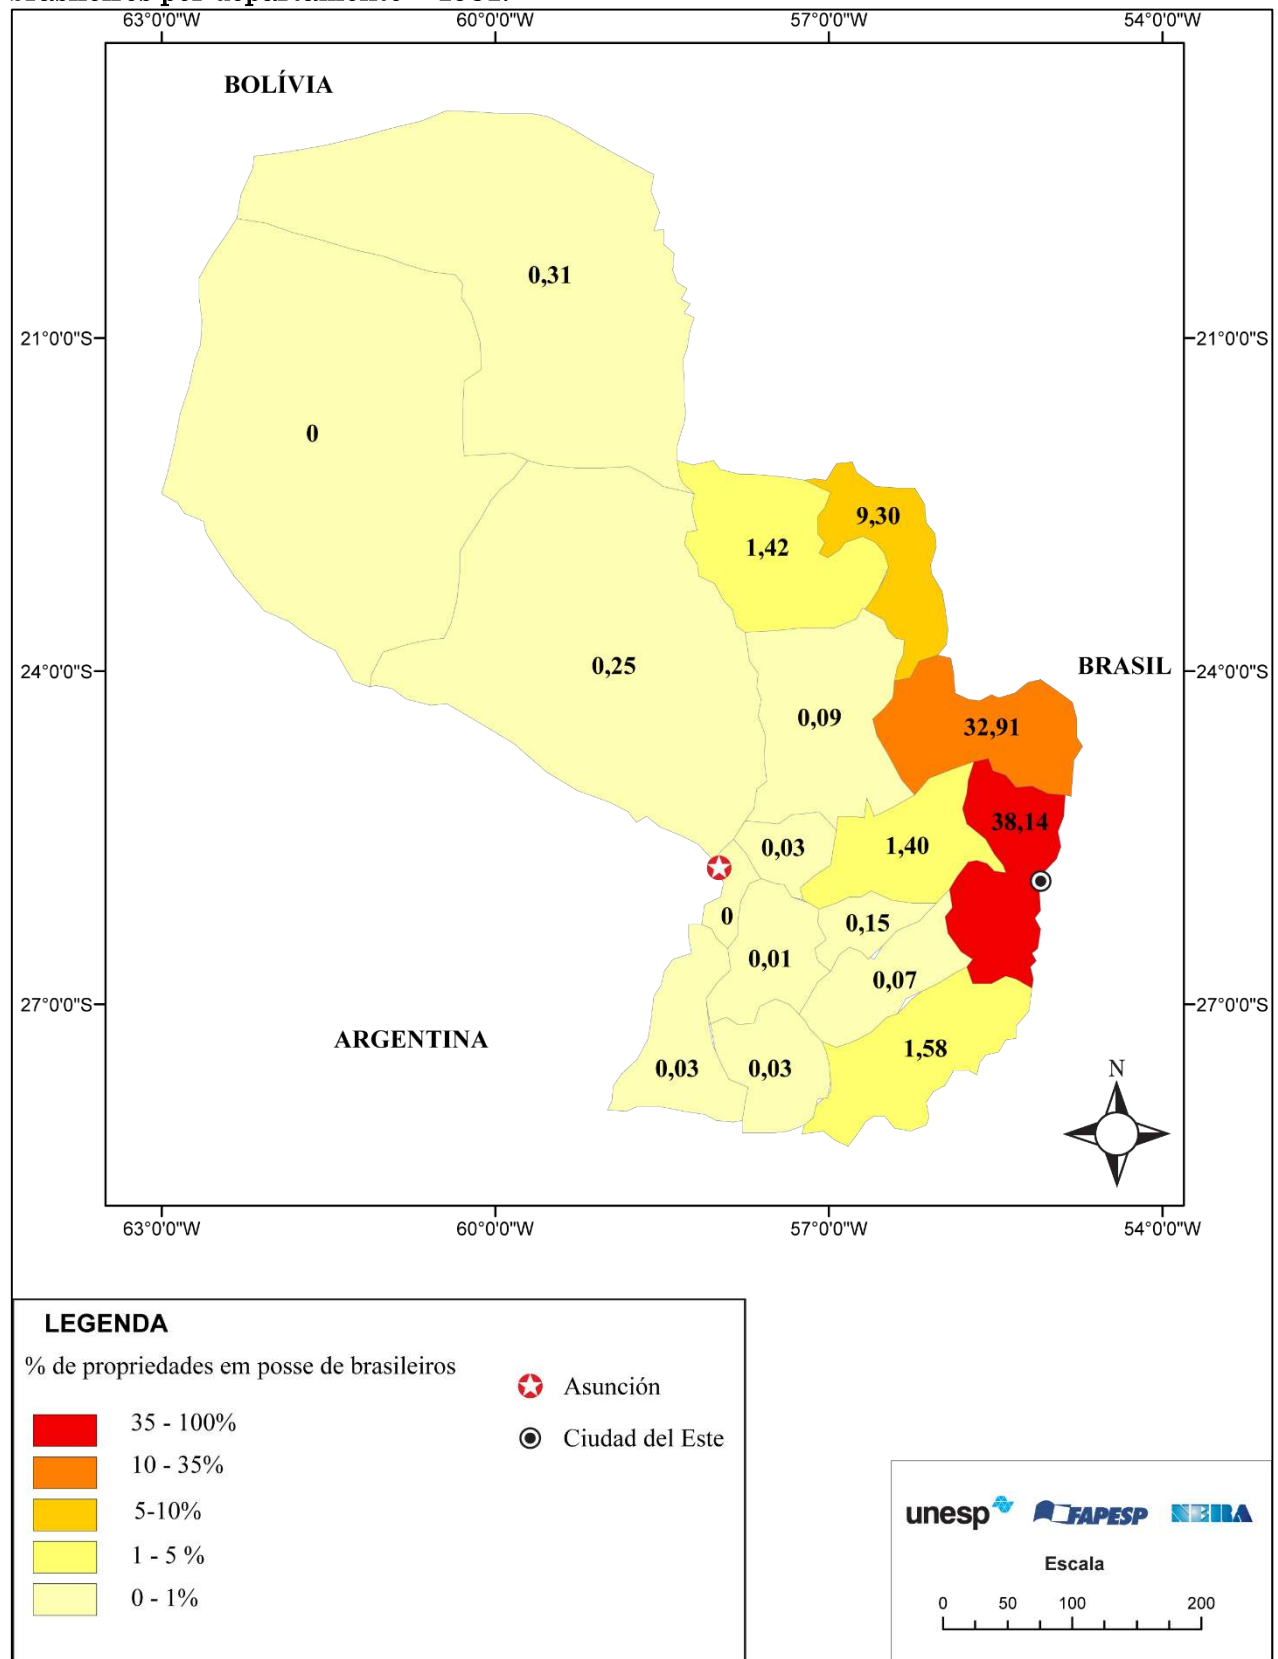 63°0'0"W 60°0'0"W 57°0'0"W 54°0'0"W
BOLÍVIA
0,31
21°0'0"S 21°0'0"S
0
9,30
1,42
0,25
24°0'0"S BRASIL 24°0'0"S
0,09
32,91
38,14
0,03
1,40
0
0,15
0,01
0,07
27°0'0"S 27°0'0"S
ARGENTINA
1,58
0,03
0,03
N
63°0'0"W 60°0'0"W 57°0'0"W 54°0'0"W
LEGENDA
% de propriedades em posse de brasileiros
35 - 100%
10 - 35%
5-10%
1 - 5 %
0 - 1%
Asunción
Ciudad del Este
unesp FAPESP NERA
Escala
0 50 100 200